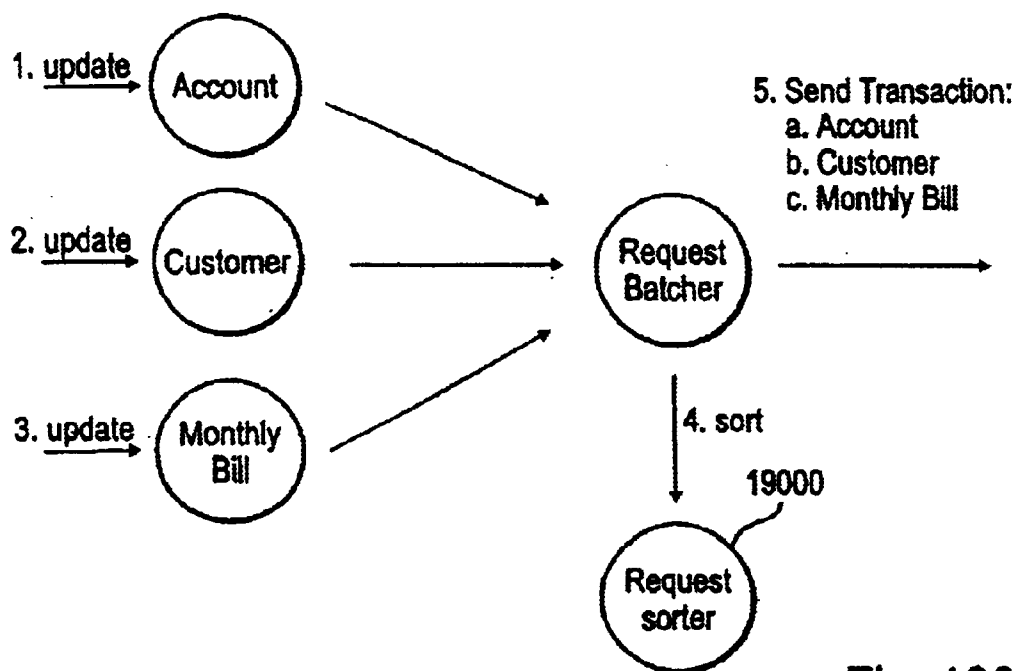 1. update
Account
5. Send Transaction:
a. Account
b. Customer
c. Monthly Bill
2. update
Customer
Request
Batcher
3. update
Monthly
Bill
4. sort
19000
Request
sorter